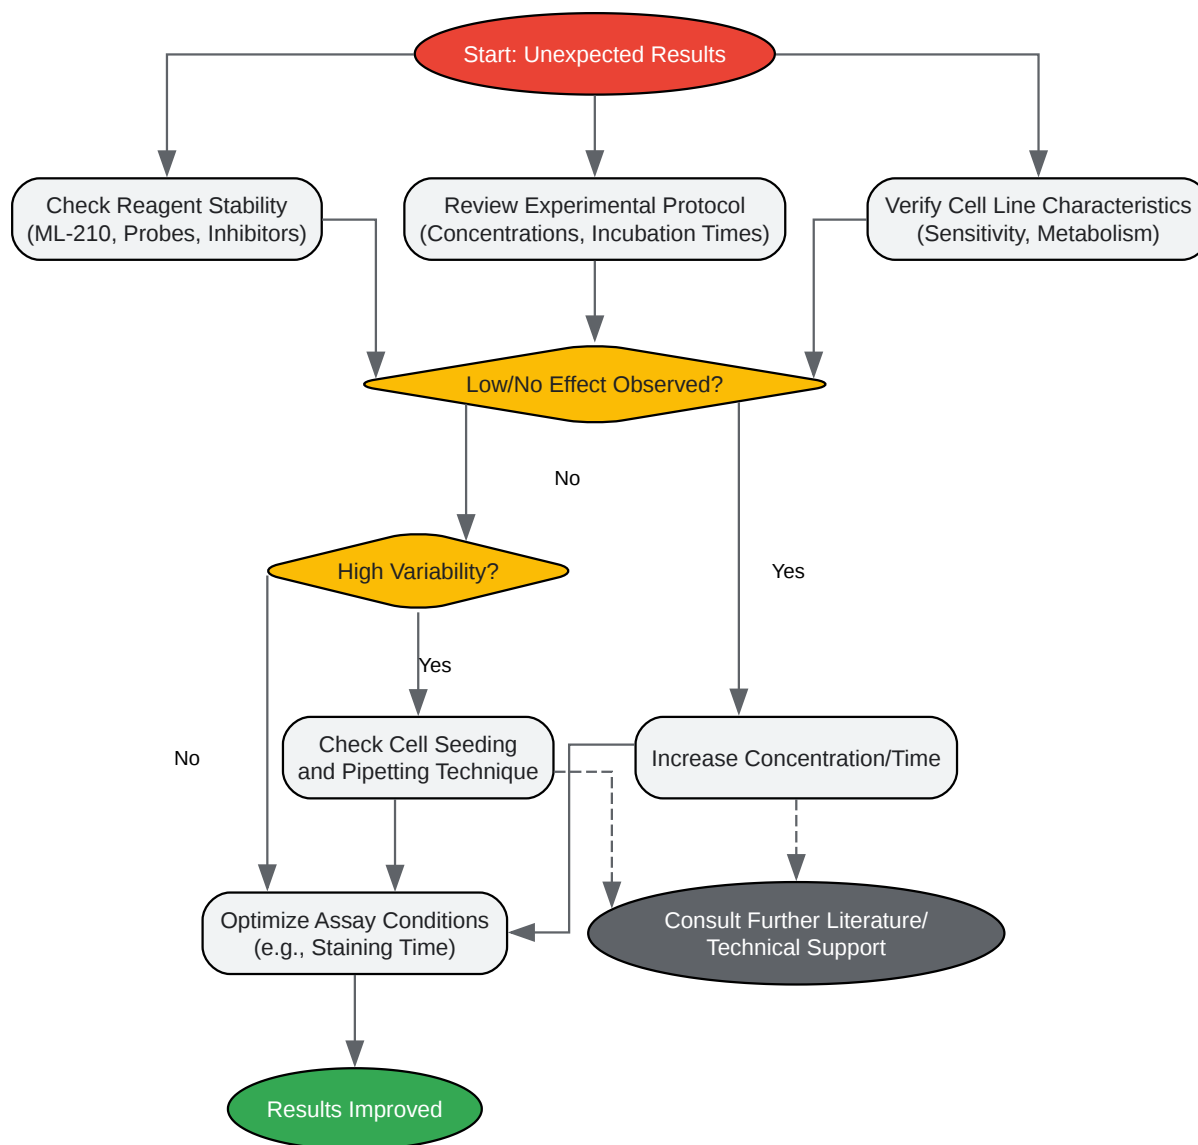 Start: Unexpected Results
Check Reagent Stability
(ML-210, Probes, Inhibitors)
Review Experimental Protocol
(Concentrations, Incubation Times)
Verify Cell Line Characteristics
(Sensitivity, Metabolism)
Low/No Effect Observed?
No
High Variability?
Yes
Yes
No
Check Cell Seeding
and Pipetting Technique
Increase Concentration/Time
Optimize Assay Conditions
(e.g., Staining Time)
Consult Further Literature/
Technical Support
Results Improved